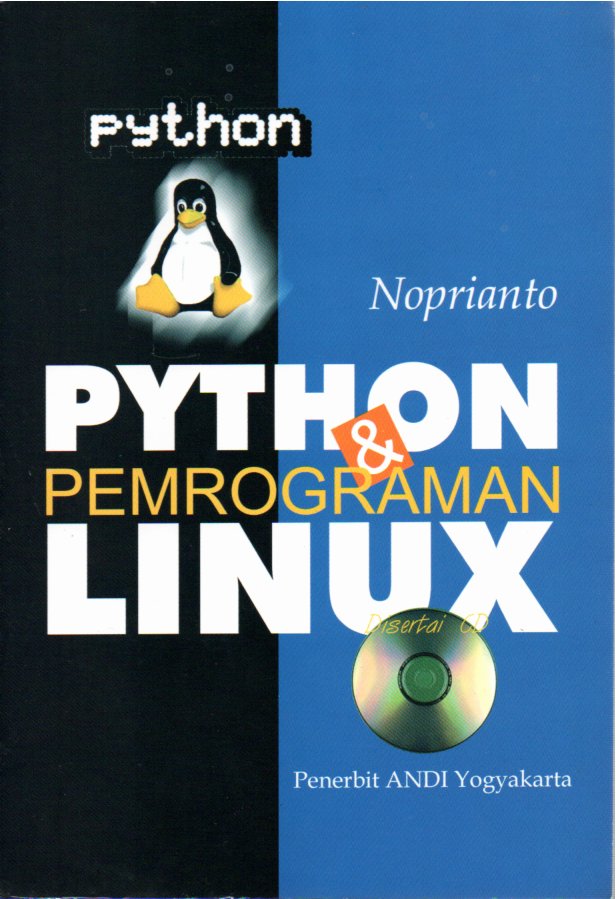 python
Noprianto
PYTHON
&
PEMROGRAMAN
LINUX
Disertai CD
Penerbit ANDI Yogyakarta